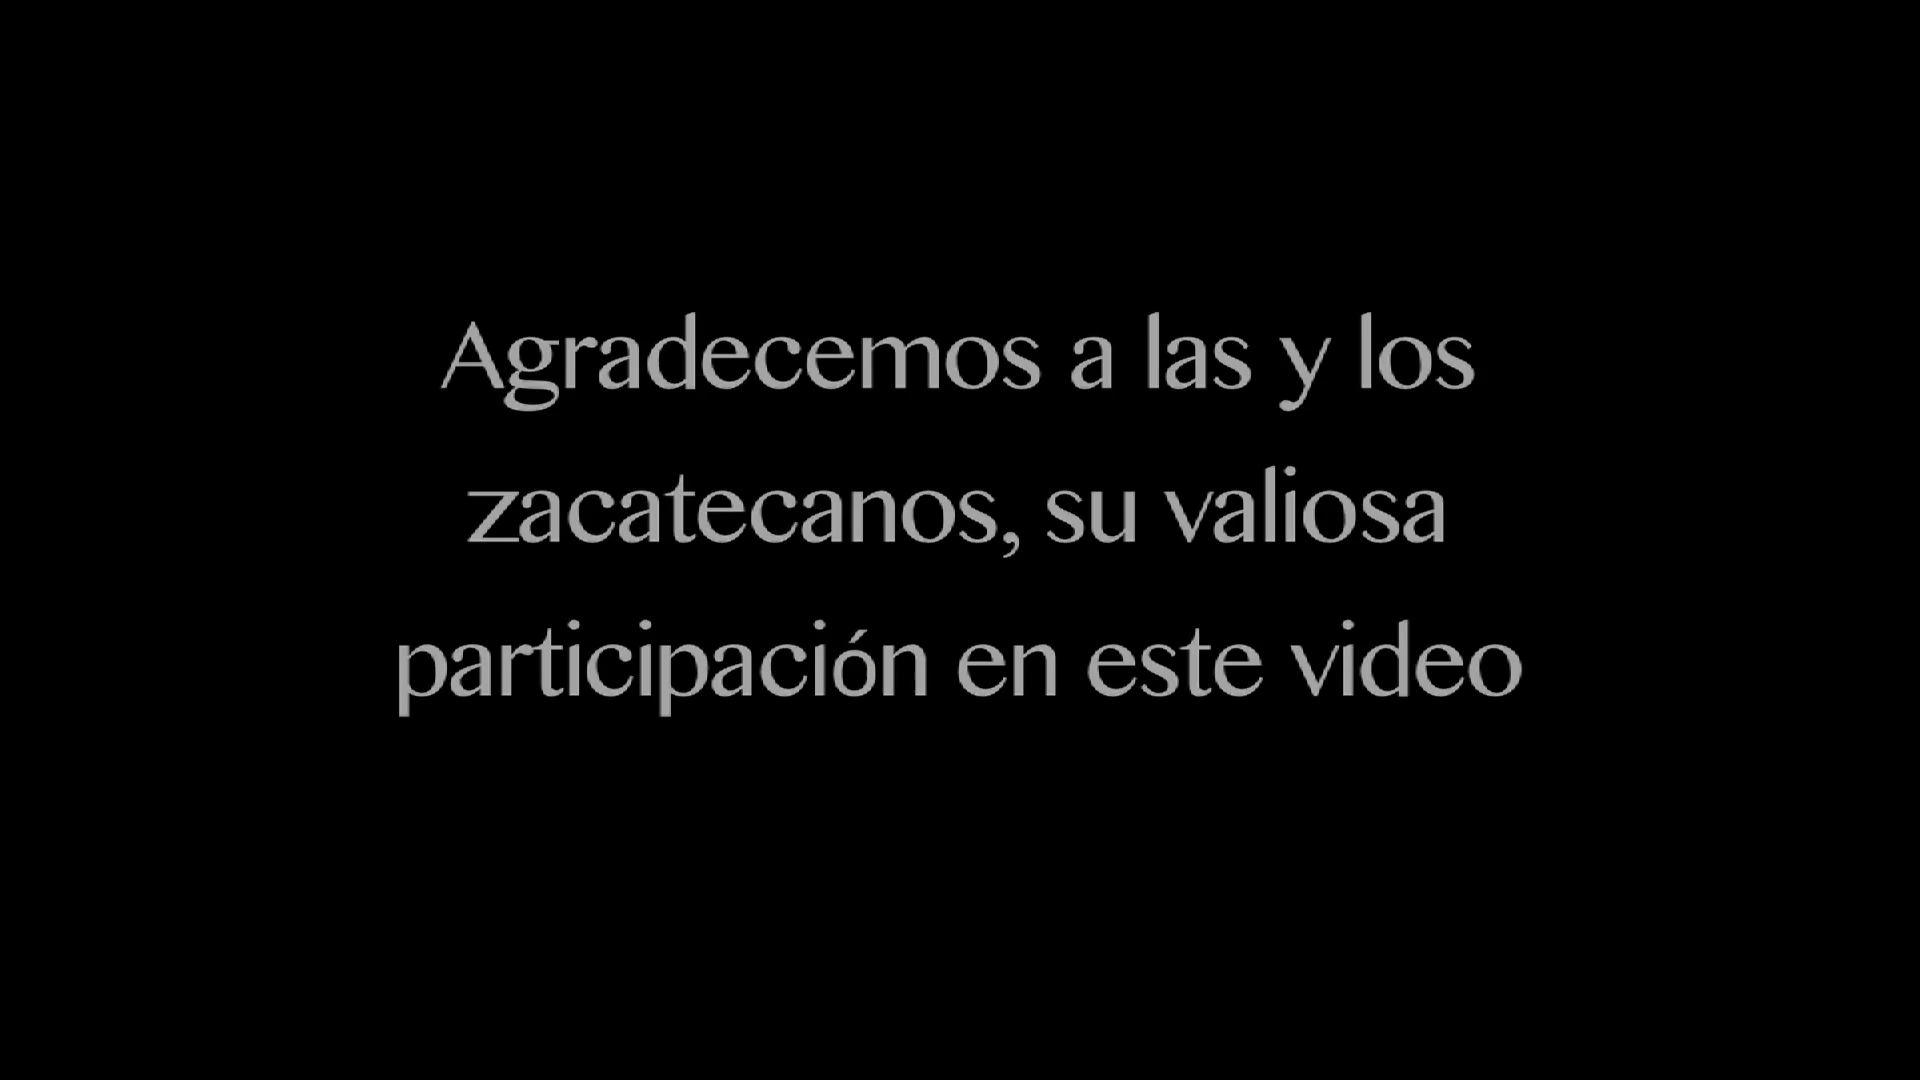 Agradecemos a las y los
zacatecanos, su valiosa
participación en este video